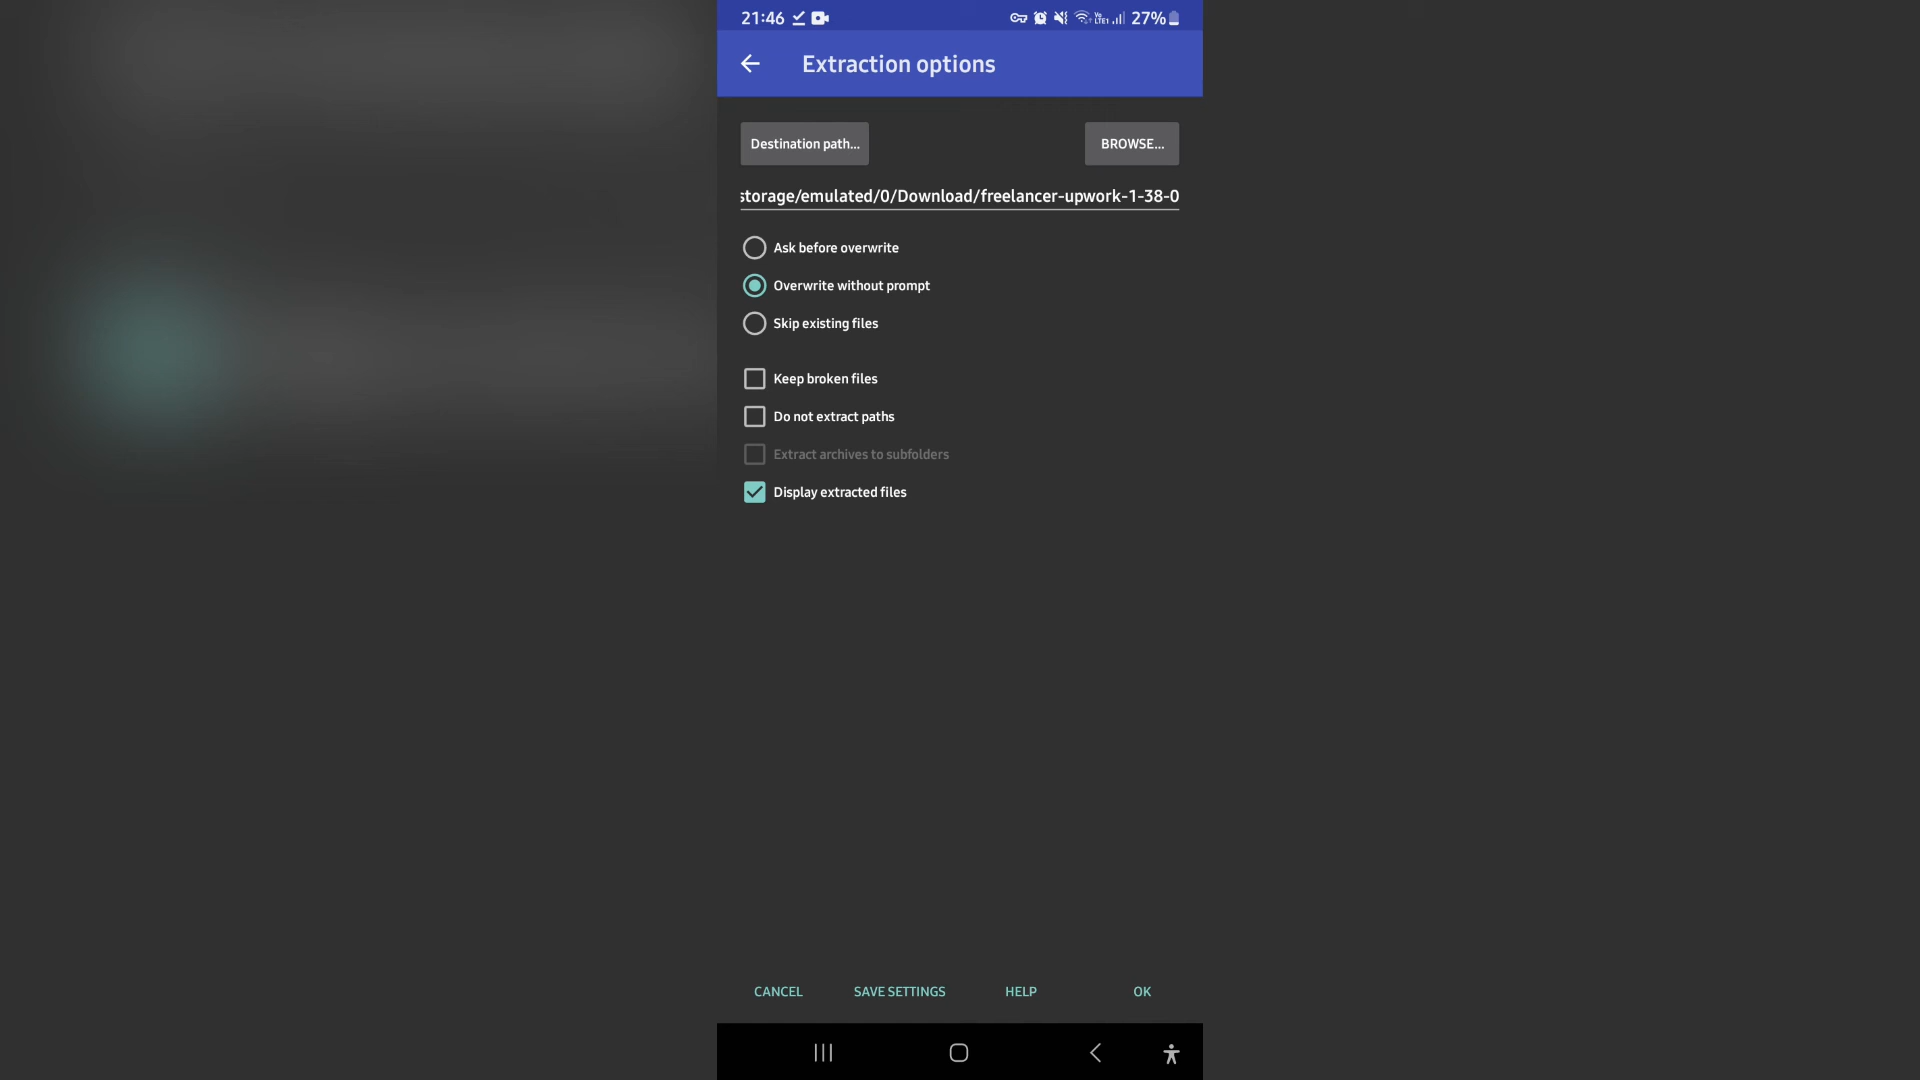 21:46 27%
Extraction options
Destination path... BROWSE...
storage/emulated/0/Download/freelancer-upwork-1-38-0
Ask before overwrite
Overwrite without prompt
Skip existing files
Keep broken files
Do not extract paths
Extract archives to subfolders
Display extracted files
CANCEL SAVE SETTINGS HELP OK